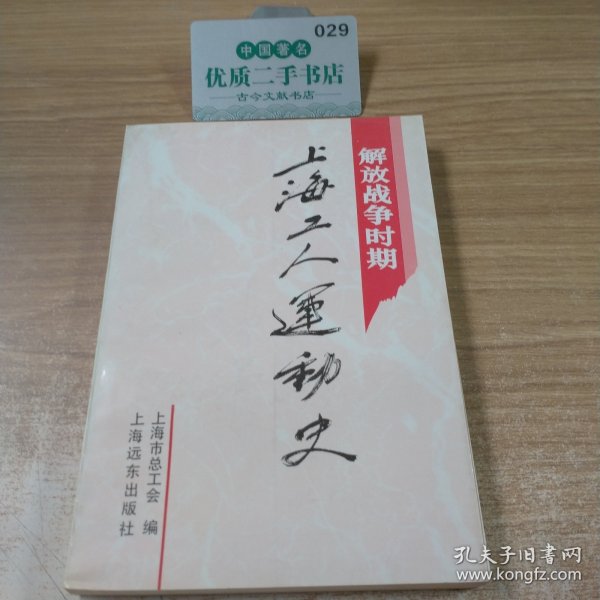 029
中国著名
优质二手书店
古今文献书店
解放战争时期
上海工人運動史
上海市总工会 编
上海远东出版社
孔夫子旧书网
www.kongfz.com